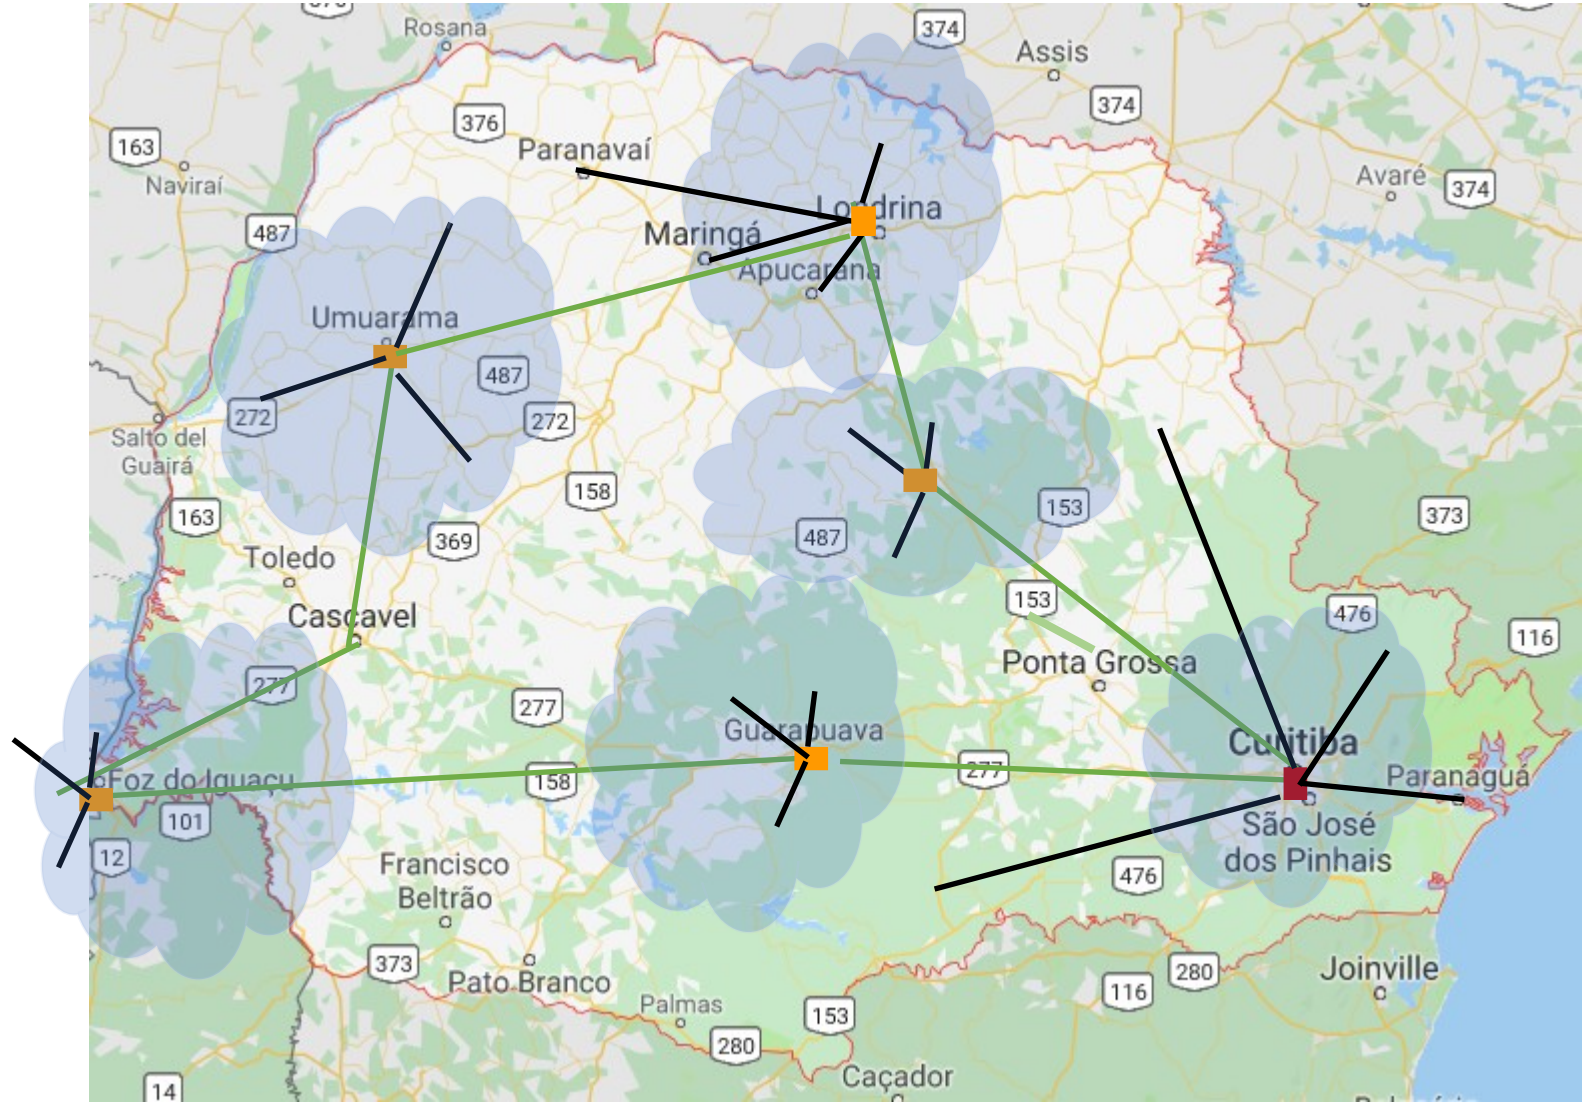 Rosana
374
Assis
374
376
163
Paranavaí
Naviraí
Avaré
374
487
Londrina
Maringá
Apucarana
Umuarama
487
272
272
Salto del
Guairá
158
163
487
153
373
369
Toledo
153
Cascavel
476
116
Ponta Grossa
277
277
Guarapuava
Curitiba
277
158
Foz do Iguaçu
Paranaguá
101
São José
dos Pinhais
12
476
Francisco
Beltrão
373
280
Joinville
Pato Branco
116
Palmas
153
280
Caçador
14